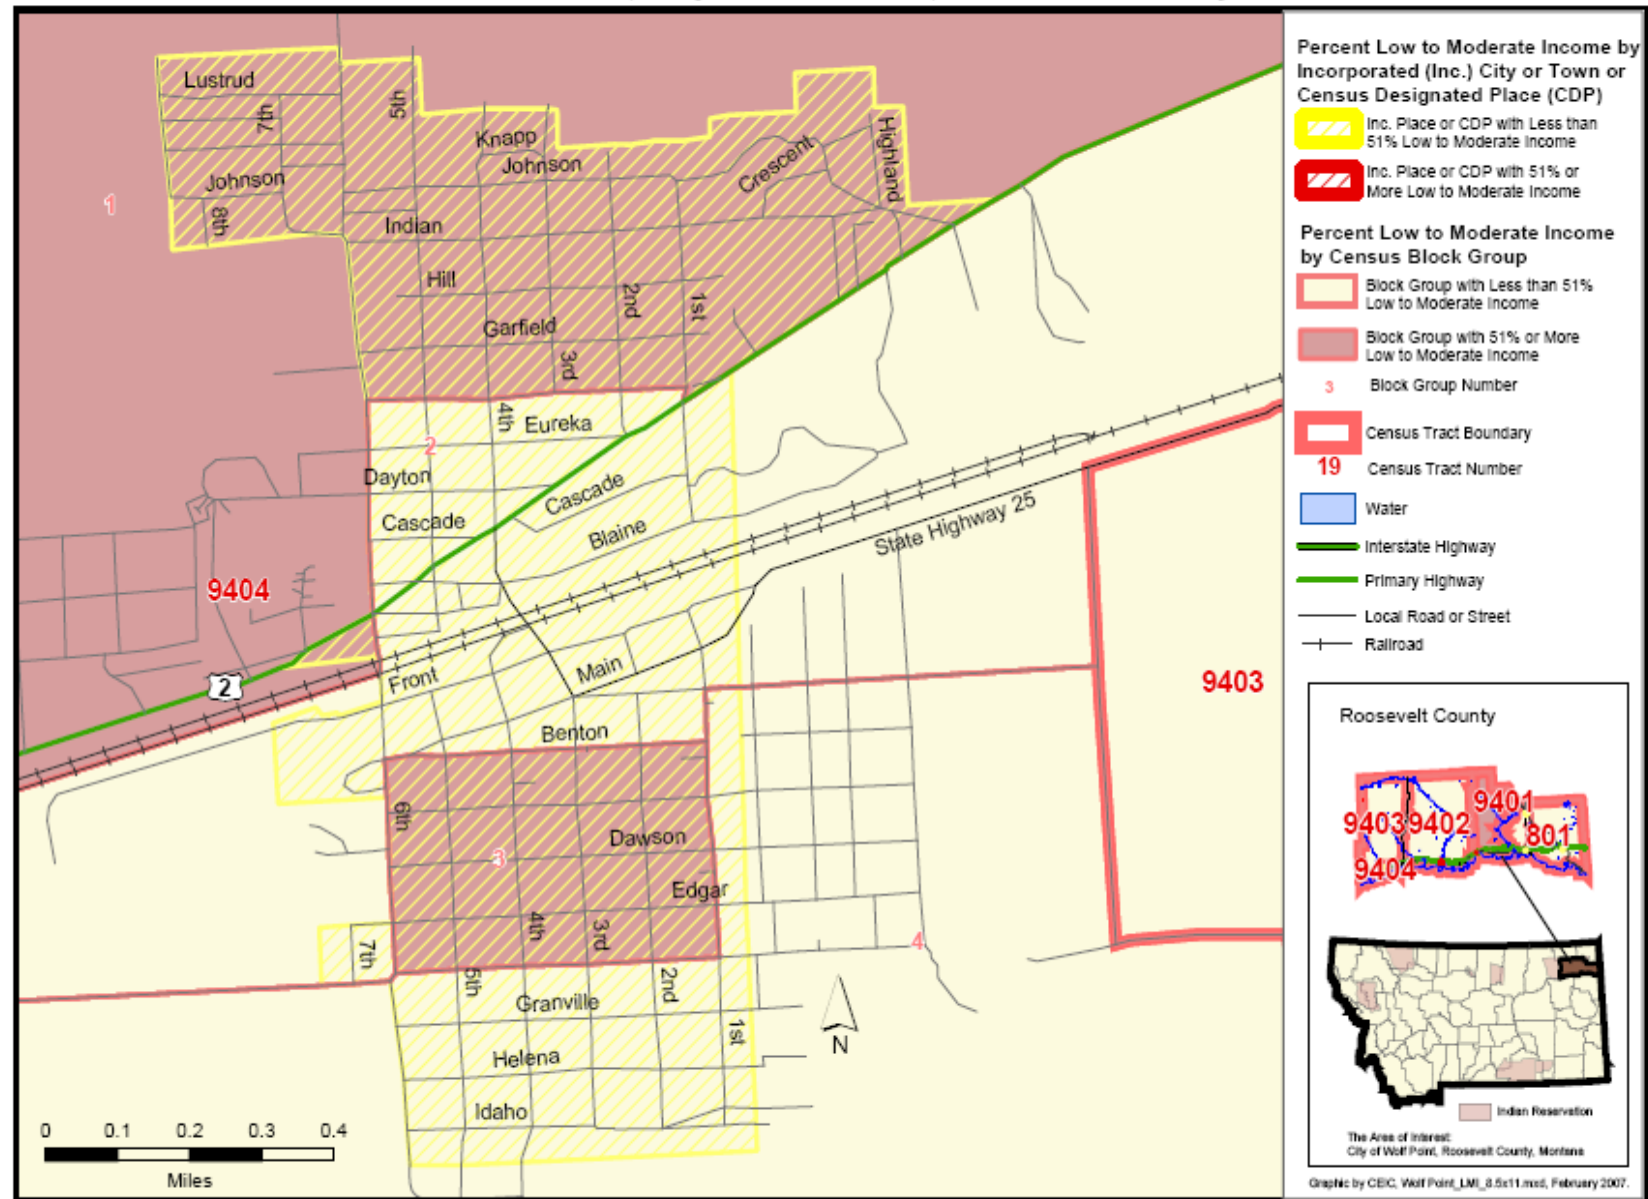 Lustrud
7th
5th
Knapp
Johnson
Crescent
Highland
Johnson
8th
1
Indian
Hill
2nd
1st
Garfield
3rd
4th
Eureka
2
Dayton
Cascade
Cascade
Blaine
State Highway 25
9404
9403
2
Front
Main
Benton
6th
Dawson
3
Edgar
4th
3rd
4
7th
5th
2nd
Granville
1st
Helena
Idaho
N
0 0.1 0.2 0.3 0.4
Miles
Percent Low to Moderate Income by
Incorporated (Inc.) City or Town or
Census Designated Place (CDP)
Inc. Place or CDP with Less than
51% Low to Moderate Income
Inc. Place or CDP with 51% or
More Low to Moderate Income
Percent Low to Moderate Income
by Census Block Group
Block Group with Less than 51%
Low to Moderate Income
Block Group with 51% or More
Low to Moderate Income
3 Block Group Number
Census Tract Boundary
19 Census Tract Number
Water
Interstate Highway
Primary Highway
Local Road or Street
Railroad
Roosevelt County
9401
9403 9402 801
9404
Indian Reservation
The Area of Interest:
City of Wolf Point, Roosevelt County, Montana
Graphic by CEIC, Wolf Point_LMI_8.5x11.mxd, February 2007.